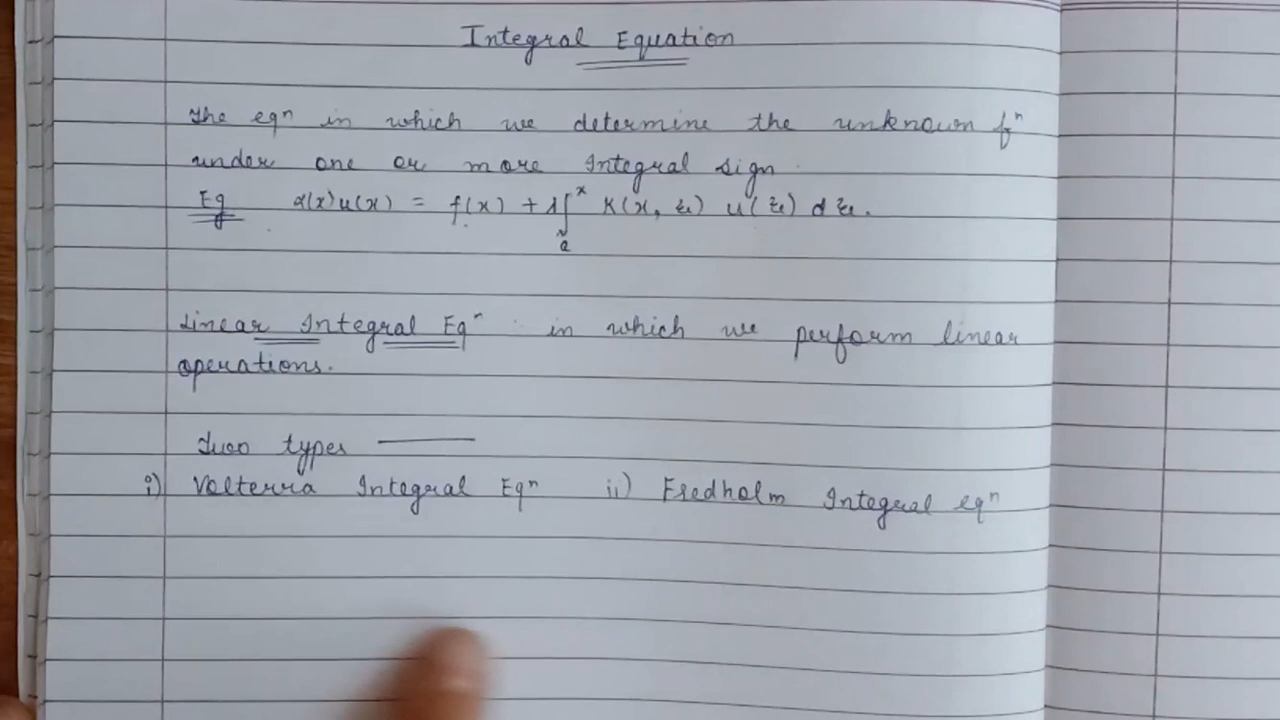 Integral Equation
The eqⁿ in which we determine the unknown fⁿ
under one or more Integral sign.
Eg α(x)u(x) = f(x) + λ∫ₐˣ K(x, ξ) u(ξ) dξ.
Linear Integral Eqⁿ in which we perform linear
operations.
Two types ———
i) Volterra Integral Eqⁿ ii) Fredholm Integral eqⁿ